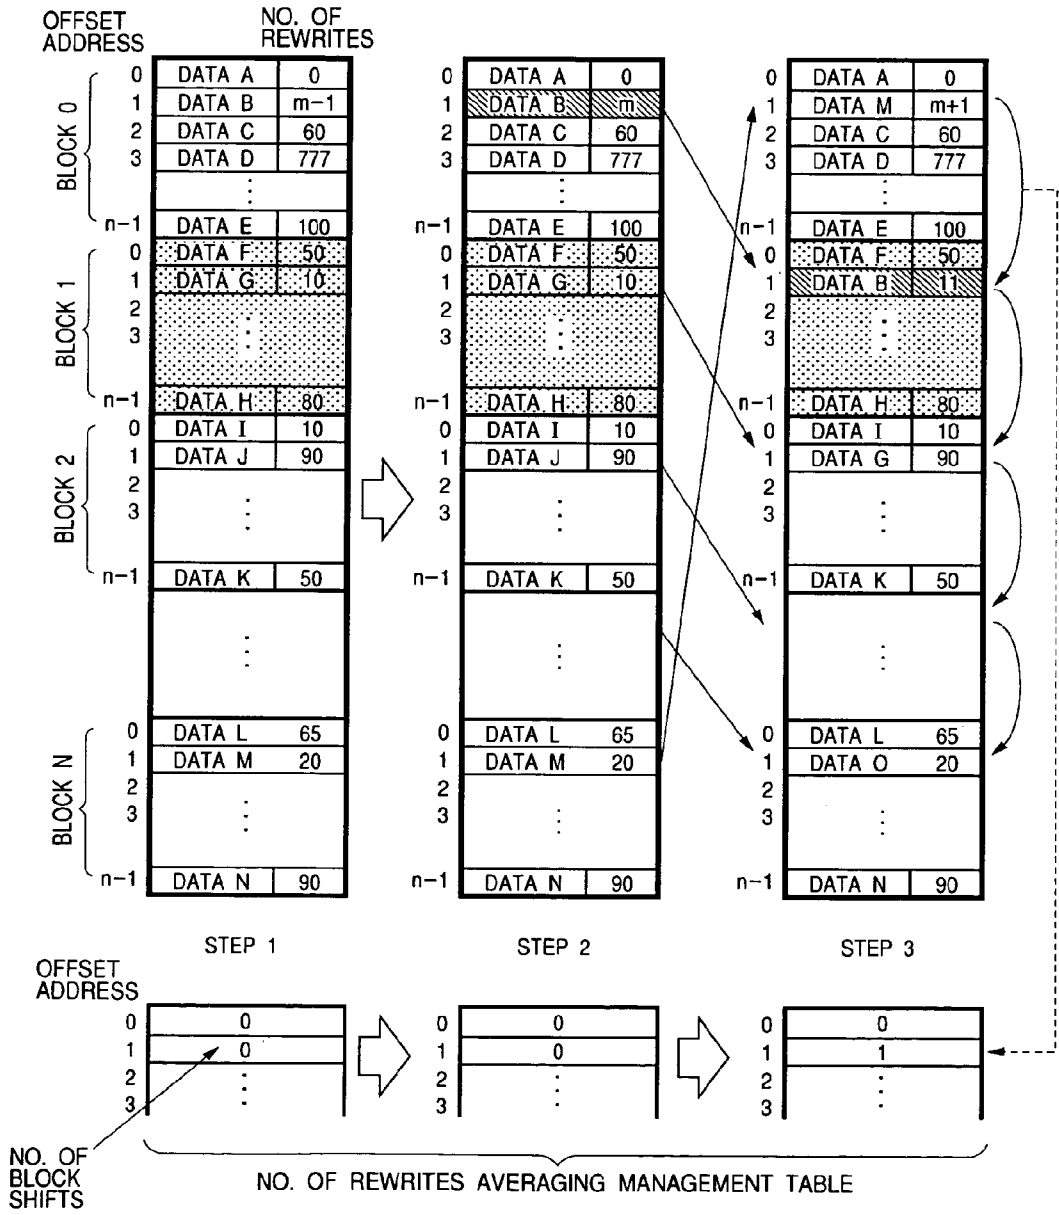 OFFSET ADDRESS
NO. OF REWRITES
BLOCK 0
0 DATA A 0
1 DATA B m-1
2 DATA C 60
3 DATA D 777
n-1 DATA E 100
BLOCK 1
0 DATA F 50
1 DATA G 10
2
3
n-1 DATA H 80
BLOCK 2
0 DATA I 10
1 DATA J 90
2
3
n-1 DATA K 50
BLOCK N
0 DATA L 65
1 DATA M 20
2
3
n-1 DATA N 90
STEP 1
0 DATA A 0
1 DATA B m
2 DATA C 60
3 DATA D 777
n-1 DATA E 100
0 DATA F 50
1 DATA G 10
2
3
n-1 DATA H 80
0 DATA I 10
1 DATA J 90
2
3
n-1 DATA K 50
0 DATA L 65
1 DATA M 20
2
3
n-1 DATA N 90
STEP 2
0 DATA A 0
1 DATA M m+1
2 DATA C 60
3 DATA D 777
n-1 DATA E 100
0 DATA F 50
1 DATA B 11
2
3
n-1 DATA H 80
0 DATA I 10
1 DATA G 90
2
3
n-1 DATA K 50
0 DATA L 65
1 DATA O 20
2
3
n-1 DATA N 90
STEP 3
OFFSET ADDRESS
0 0
1 0
2
3
0 0
1 0
2
3
0 0
1 1
2
3
NO. OF BLOCK SHIFTS
NO. OF REWRITES AVERAGING MANAGEMENT TABLE